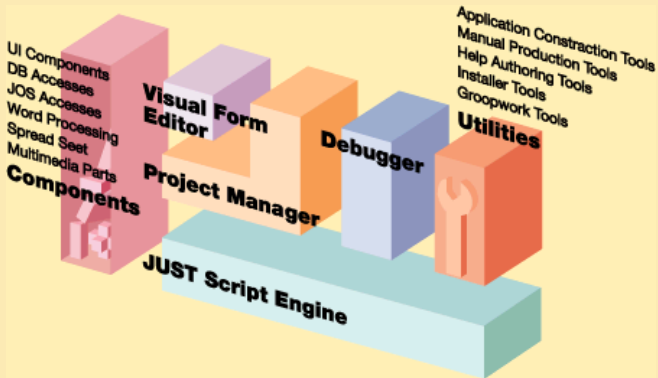 UI Components
DB Accesses
JOS Accesses
Word Processing
Spread Seet
Multimedia Parts
Components
Visual Form
Editor
Project Manager
JUST Script Engine
Debugger
Application Constraction Tools
Manual Production Tools
Help Authoring Tools
Installer Tools
Groopwork Tools
Utilities